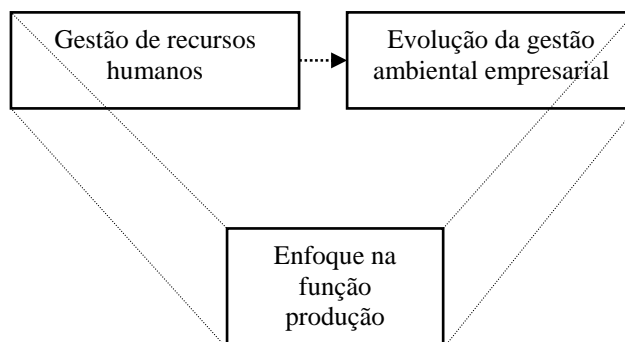 Gestão de recursos
humanos
Evolução da gestão
ambiental empresarial
Enfoque na
função
produção